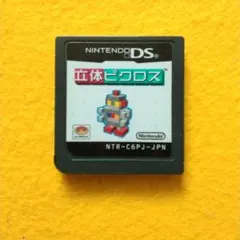 NINTENDO DS
立体ピクロス
Nintendo
NTR-C6PJ-JPN